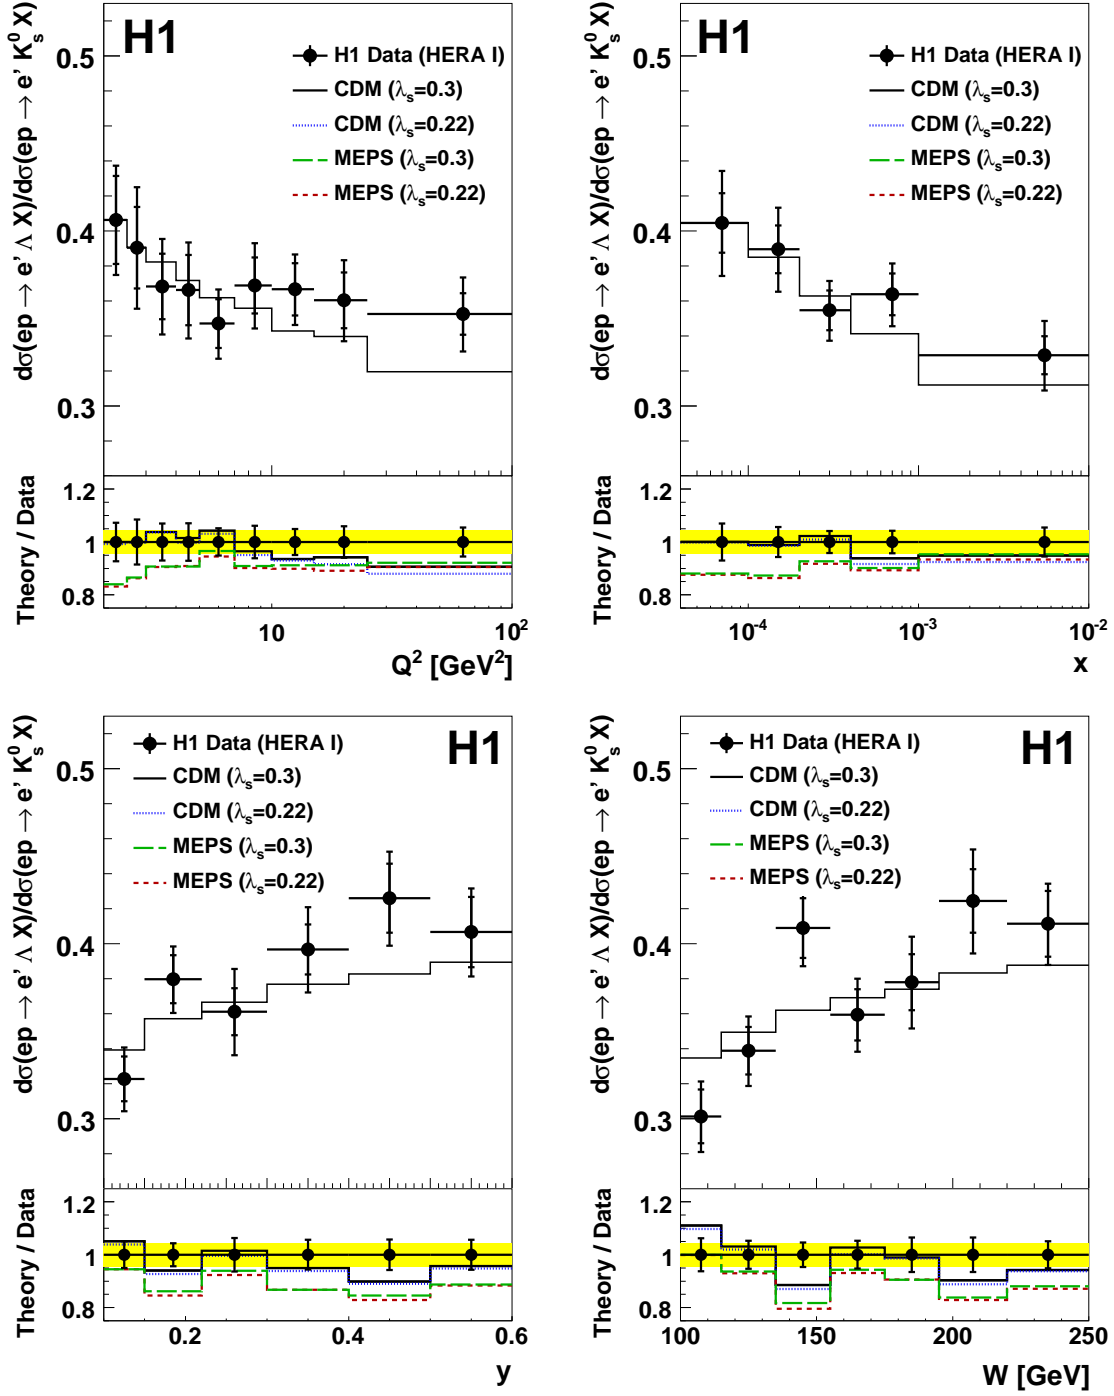 H1
H1 Data (HERA I)
CDM (λs=0.3)
CDM (λs=0.22)
MEPS (λs=0.3)
MEPS (λs=0.22)
dσ(ep → e' Λ X)/dσ(ep → e' K⁰s X)
0.5
0.4
0.3
Theory / Data
1.2
1
0.8
10
10²
Q² [GeV²]
H1
H1 Data (HERA I)
CDM (λs=0.3)
CDM (λs=0.22)
MEPS (λs=0.3)
MEPS (λs=0.22)
dσ(ep → e' Λ X)/dσ(ep → e' K⁰s X)
0.5
0.4
0.3
Theory / Data
1.2
1
0.8
10⁻⁴
10⁻³
10⁻²
x
H1
H1 Data (HERA I)
CDM (λs=0.3)
CDM (λs=0.22)
MEPS (λs=0.3)
MEPS (λs=0.22)
dσ(ep → e' Λ X)/dσ(ep → e' K⁰s X)
0.5
0.4
0.3
Theory / Data
1.2
1
0.8
0.2
0.4
0.6
y
H1
H1 Data (HERA I)
CDM (λs=0.3)
CDM (λs=0.22)
MEPS (λs=0.3)
MEPS (λs=0.22)
dσ(ep → e' Λ X)/dσ(ep → e' K⁰s X)
0.5
0.4
0.3
Theory / Data
1.2
1
0.8
100
150
200
250
W [GeV]